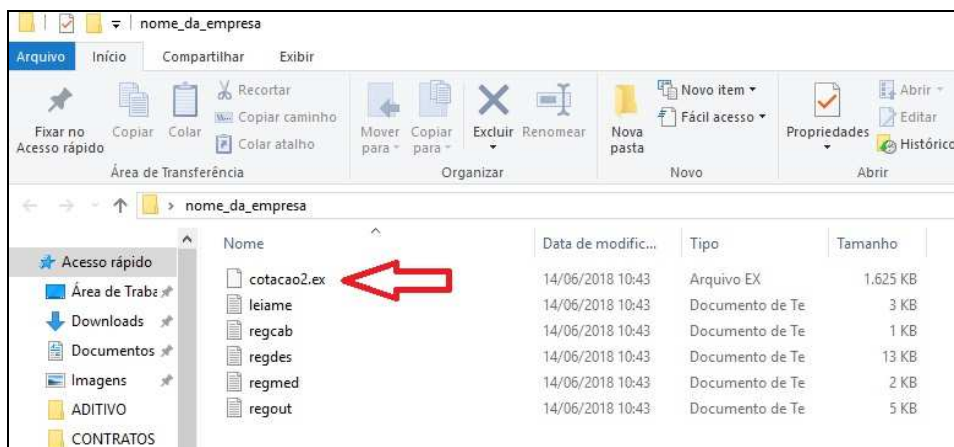 nome_da_empresa
Arquivo Início Compartilhar Exibir
Recortar
Copiar caminho
Colar atalho
Fixar no Acesso rápido
Copiar
Colar
Área de Transferência
Mover para
Copiar para
Excluir
Renomear
Organizar
Nova pasta
Novo item
Fácil acesso
Novo
Propriedades
Abrir
Editar
Histórico
Abrir
nome_da_empresa
Nome Data de modific... Tipo Tamanho
Acesso rápido
Área de Traba
Downloads
Documentos
Imagens
ADITIVO
CONTRATOS
cotacao2.ex 14/06/2018 10:43 Arquivo EX 1.625 KB
leiame 14/06/2018 10:43 Documento de Te 3 KB
regcab 14/06/2018 10:43 Documento de Te 1 KB
regdes 14/06/2018 10:43 Documento de Te 13 KB
regmed 14/06/2018 10:43 Documento de Te 2 KB
regout 14/06/2018 10:43 Documento de Te 5 KB